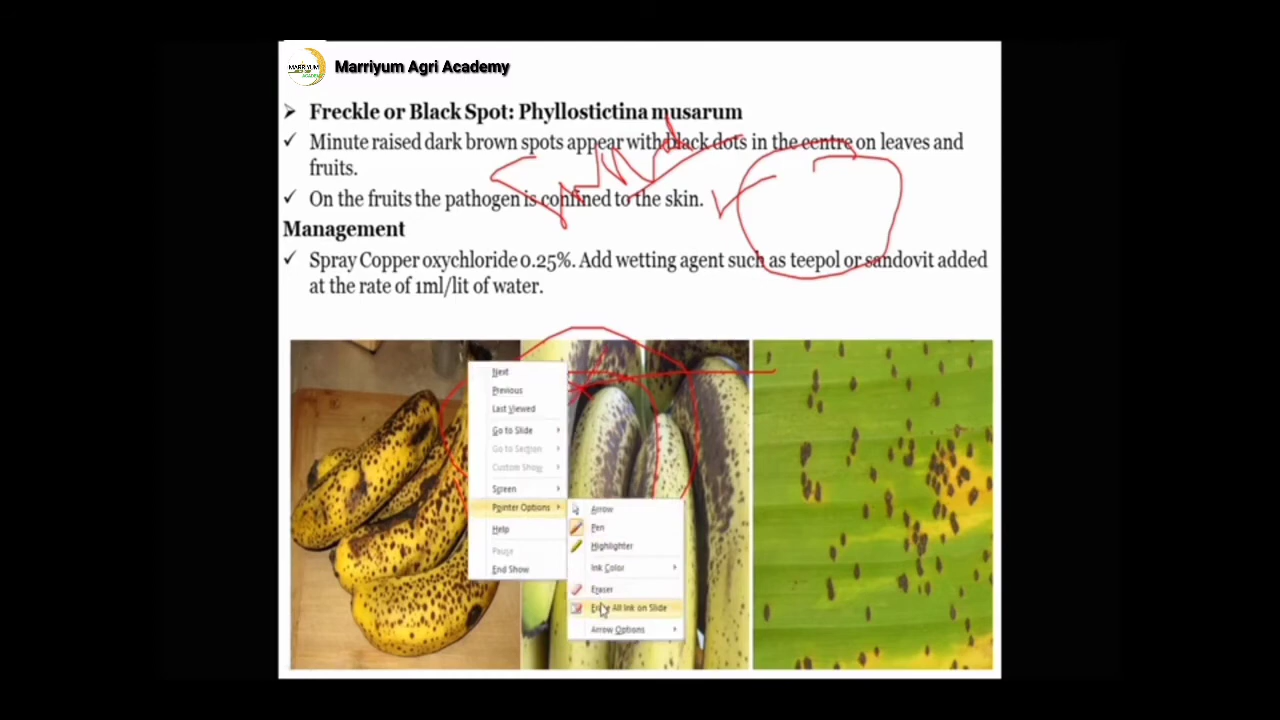 MARRIYUM
ACADEMY
Marriyum Agri Academy
➢ Freckle or Black Spot: Phyllostictina musarum
✓ Minute raised dark brown spots appear with black dots in the centre on leaves and
fruits.
✓ On the fruits the pathogen is confined to the skin.
Management
✓ Spray Copper oxychloride 0.25%. Add wetting agent such as teepol or sandovit added
at the rate of 1ml/lit of water.
Next
Previous
Last Viewed
Go to Slide
Go to Section
Custom Show
Screen
Pointer Options
Help
Pause
End Show
Arrow
Pen
Highlighter
Ink Color
Eraser
Erase All Ink on Slide
Arrow Options